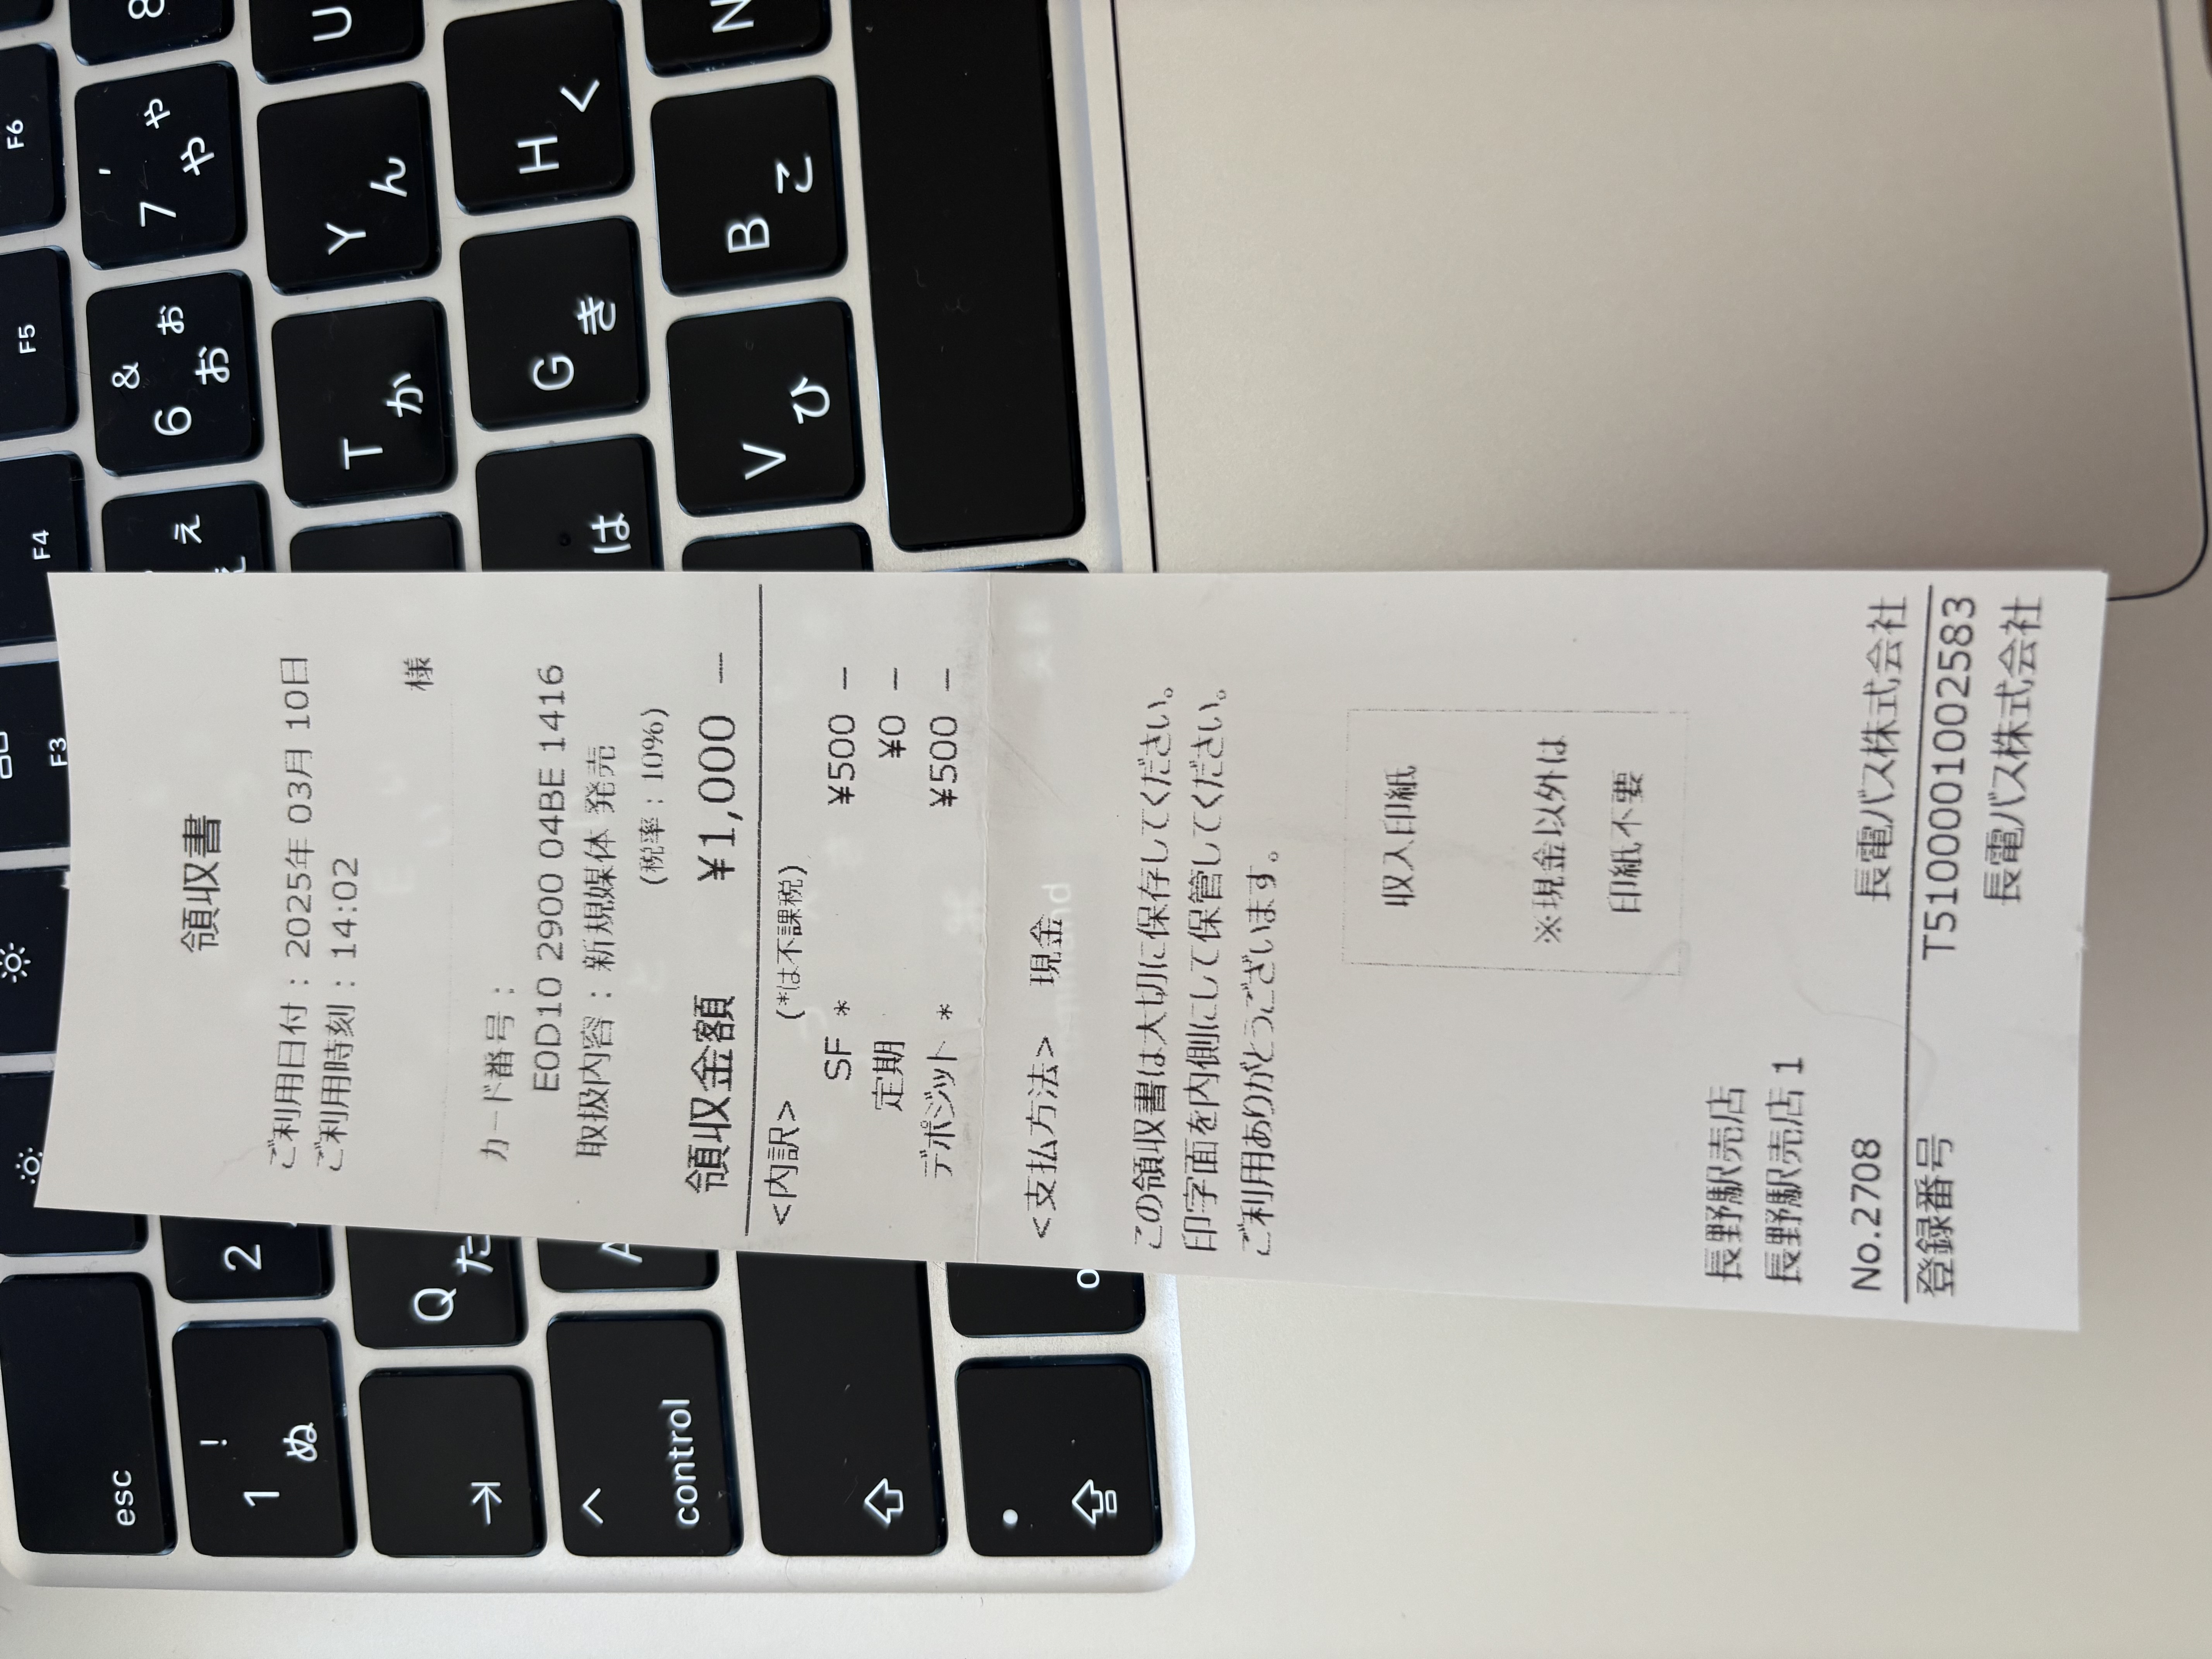 領収書
ご利用日付：2025年 03月 10日
ご利用時刻：14:02
様
カード番号：
E0D10 2900 04BE 1416
取扱内容：新規媒体 発売
(税率：10%)
領収金額 ¥1,000 −
<内訳> (*は不課税)
SF * ¥500 −
定期 ¥0 −
デポジット * ¥500 −
<支払方法> 現金
この領収書は大切に保存してください。
印字面を内側にして保管してください。
ご利用ありがとうございます。
収入印紙
※現金以外は
印紙不要
長野駅売店
長野駅売店 1
No.2708 長電バス株式会社
登録番号 T5100001002583
長電バス株式会社
esc
F3
F4
F5
F6
! 1 ぬ
2
え
& 6 ぉ お
' 7 ゃ や
8
Q た
T か
Y ん
U
control
A
は
G き
H く
V ひ
B こ
N